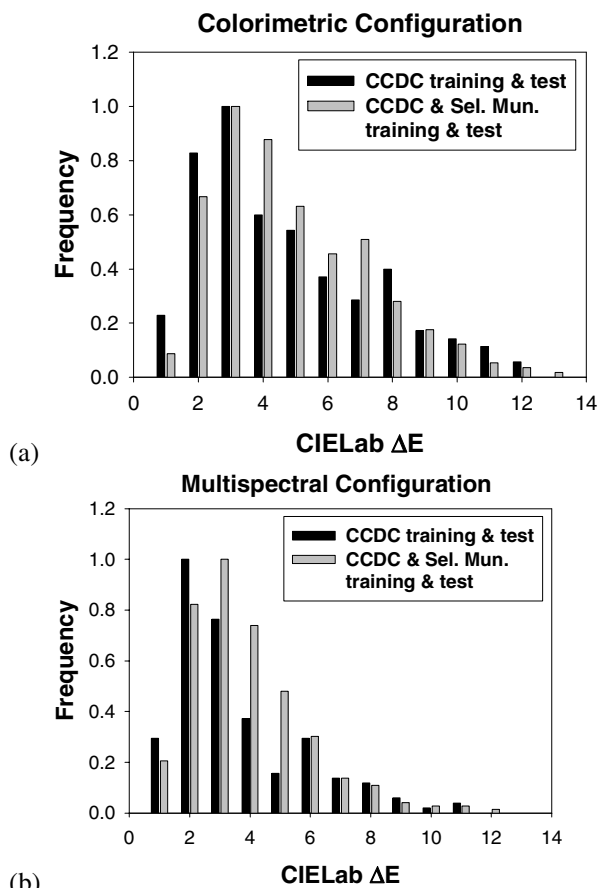 Colorimetric Configuration
1.2
1.0
0.8
0.6
0.4
0.2
0.0
Frequency
CCDC training & test
CCDC & Sel. Mun.
training & test
0 2 4 6 8 10 12 14
CIELab ΔE
(a)
Multispectral Configuration
1.2
1.0
0.8
0.6
0.4
0.2
0.0
Frequency
CCDC training & test
CCDC & Sel. Mun.
training & test
0 2 4 6 8 10 12 14
CIELab ΔE
(b)